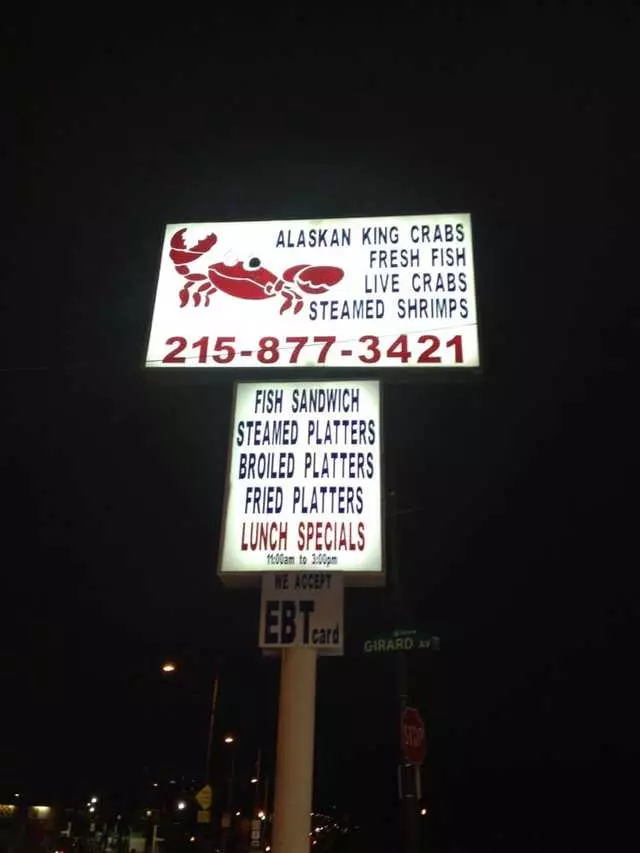 ALASKAN KING CRABS
FRESH FISH
LIVE CRABS
STEAMED SHRIMPS
215-877-3421
FISH SANDWICH
STEAMED PLATTERS
BROILED PLATTERS
FRIED PLATTERS
LUNCH SPECIALS
11:00am to 3:00pm
WE ACCEPT
EBT card
GIRARD AV
STOP